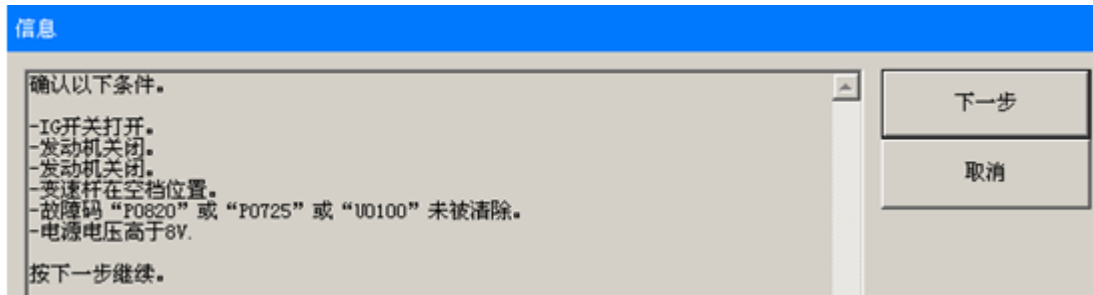 信息
确认以下条件。
-IG开关打开。
-发动机关闭。
-发动机关闭。
-变速杆在空档位置。
-故障码“P0820”或“P0725”或“U0100”未被清除。
-电源电压高于8V.
按下一步继续。
下一步
取消